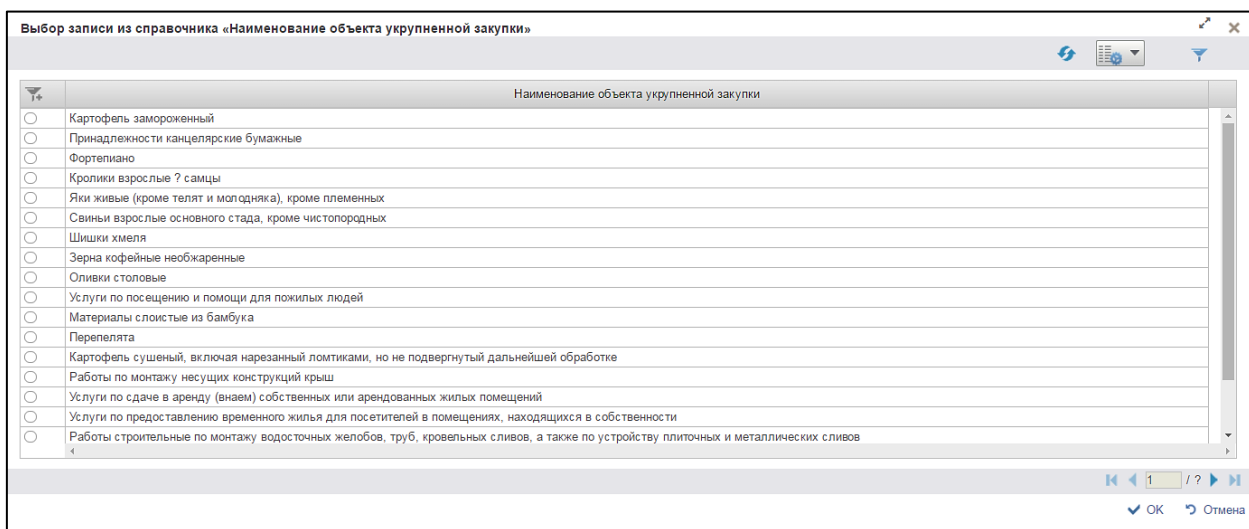 Выбор записи из справочника «Наименование объекта укрупненной закупки»
Наименование объекта укрупненной закупки
Картофель замороженный
Принадлежности канцелярские бумажные
Фортепиано
Кролики взрослые ? самцы
Яки живые (кроме телят и молодняка), кроме племенных
Свиньи взрослые основного стада, кроме чистопородных
Шишки хмеля
Зерна кофейные необжаренные
Оливки столовые
Услуги по посещению и помощи для пожилых людей
Материалы слоистые из бамбука
Перепелята
Картофель сушеный, включая нарезанный ломтиками, но не подвергнутый дальнейшей обработке
Работы по монтажу несущих конструкций крыш
Услуги по сдаче в аренду (внаем) собственных или арендованных жилых помещений
Услуги по предоставлению временного жилья для посетителей в помещениях, находящихся в собственности
Работы строительные по монтажу водосточных желобов, труб, кровельных сливов, а также по устройству плиточных и металлических сливов
1 / ?
ОК Отмена